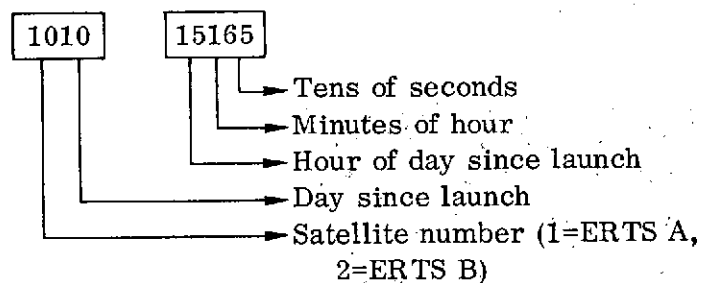 1010 15165
Tens of seconds
Minutes of hour
Hour of day since launch
Day since launch
Satellite number (1=ERTS A,
2=ERTS B)